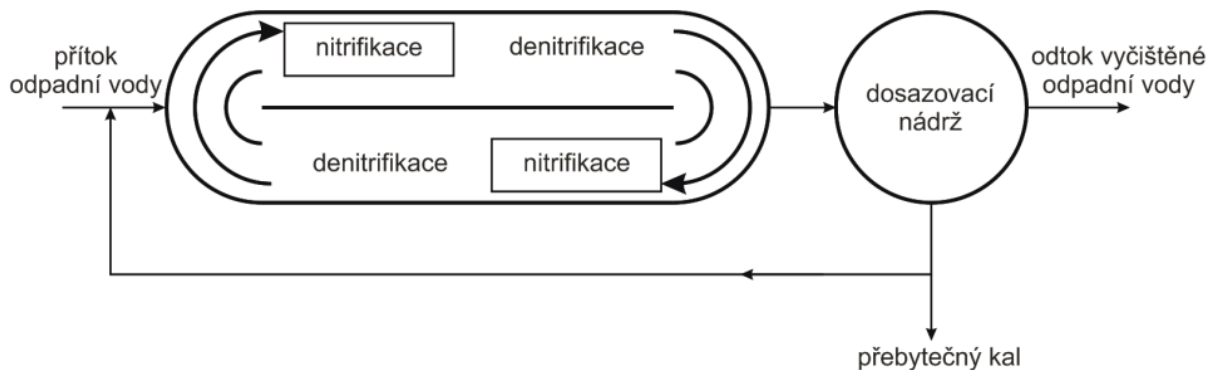 přítok
odpadní vody
nitrifikace
denitrifikace
denitrifikace
nitrifikace
dosazovací
nádrž
odtok vyčištěné
odpadní vody
přebytečný kal